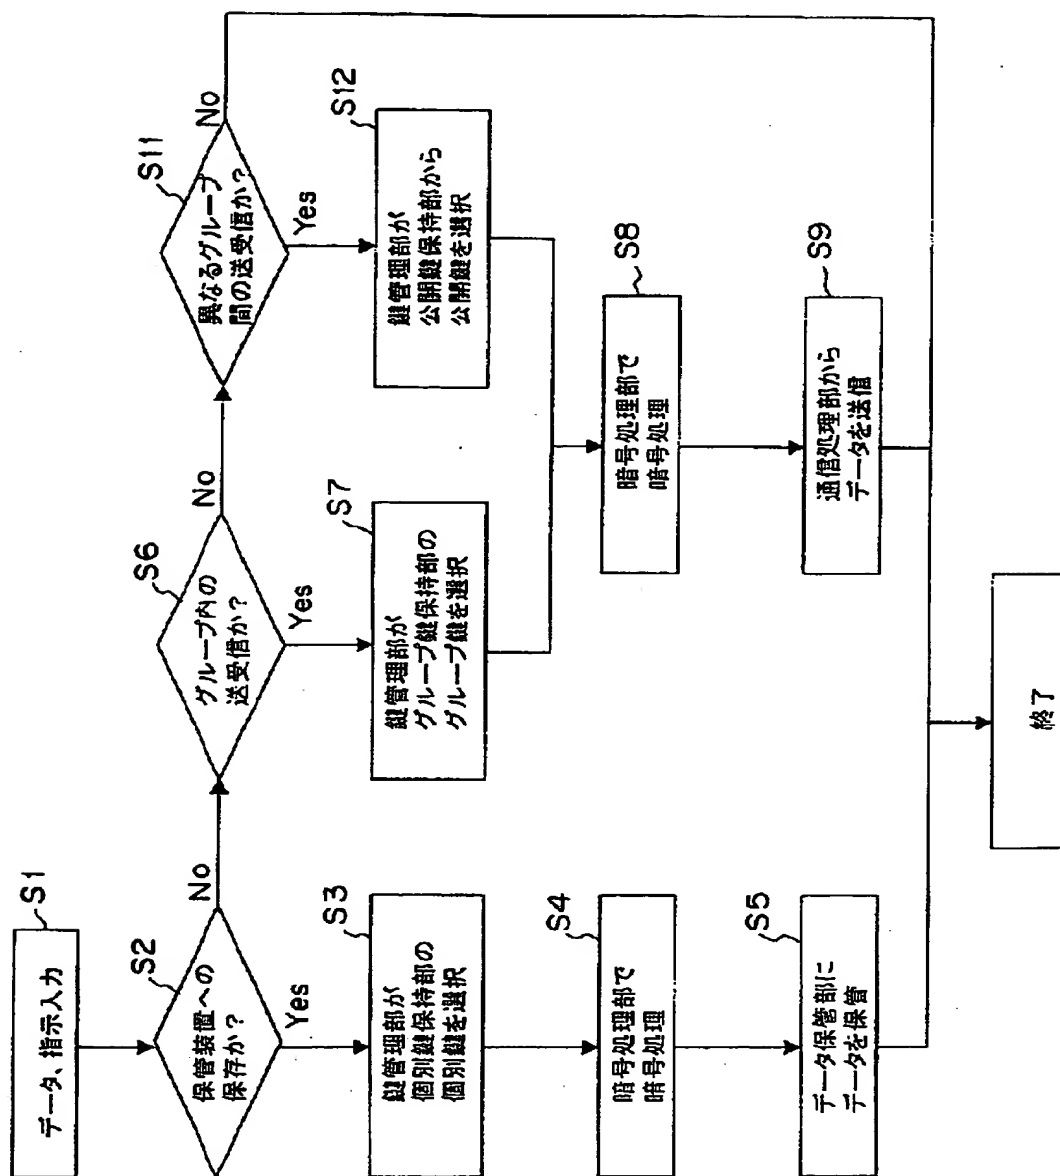 S1
データ、指示入力
S2
保管装置への
保存か?
No
Yes
S3
鍵管理部が
個別鍵保持部の
個別鍵を選択
S4
暗号処理部で
暗号処理
S5
データ保管部に
データを保管
S6
グループ内の
送受信か?
No
Yes
S7
鍵管理部が
グループ鍵保持部の
グループ鍵を選択
S11
異なるグループ
間の送受信か?
No
Yes
S12
鍵管理部が
公開鍵保持部から
公開鍵を選択
S8
暗号処理部で
暗号処理
S9
通信処理部から
データを送信
終了